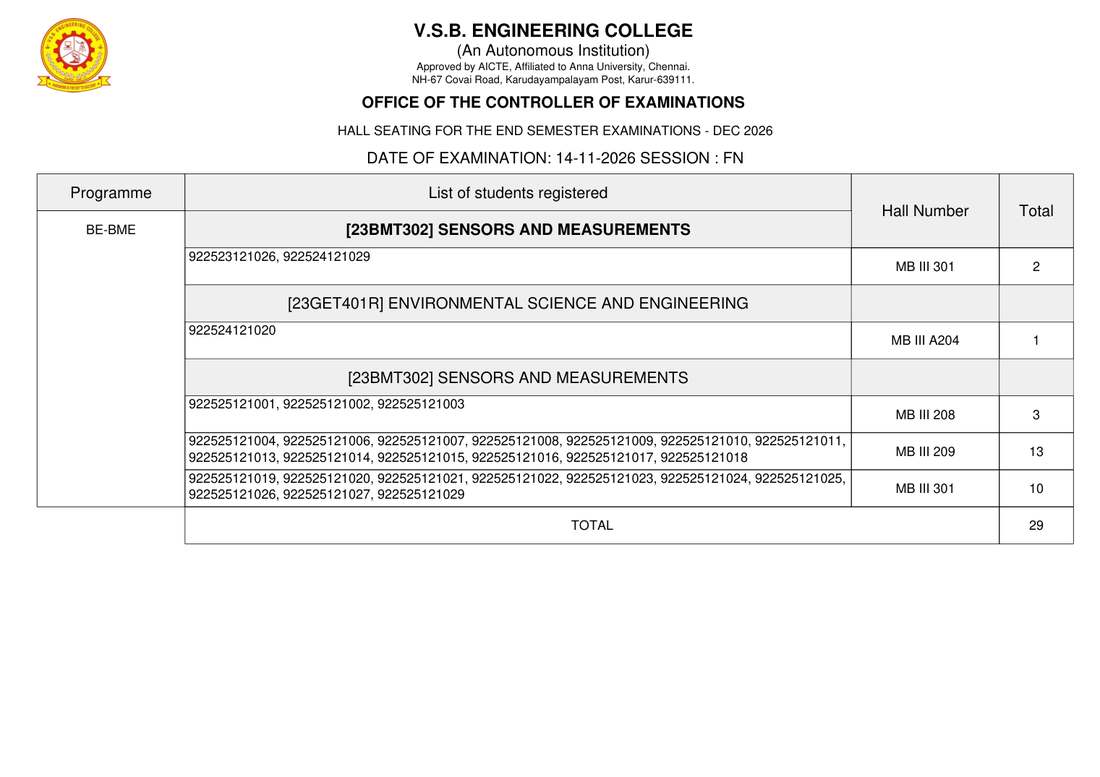 V.S.B. ENGINEERING COLLEGE
(An Autonomous Institution)
Approved by AICTE, Affiliated to Anna University, Chennai.
NH-67 Covai Road, Karudayampalayam Post, Karur-639111.
OFFICE OF THE CONTROLLER OF EXAMINATIONS
HALL SEATING FOR THE END SEMESTER EXAMINATIONS - DEC 2026
DATE OF EXAMINATION: 14-11-2026 SESSION : FN
Programme List of students registered Hall Number Total
BE-BME [23BMT302] SENSORS AND MEASUREMENTS
922523121026, 922524121029 MB III 301 2
[23GET401R] ENVIRONMENTAL SCIENCE AND ENGINEERING
922524121020 MB III A204 1
[23BMT302] SENSORS AND MEASUREMENTS
922525121001, 922525121002, 922525121003 MB III 208 3
922525121004, 922525121006, 922525121007, 922525121008, 922525121009, 922525121010, 922525121011,
922525121013, 922525121014, 922525121015, 922525121016, 922525121017, 922525121018 MB III 209 13
922525121019, 922525121020, 922525121021, 922525121022, 922525121023, 922525121024, 922525121025,
922525121026, 922525121027, 922525121029 MB III 301 10
TOTAL 29